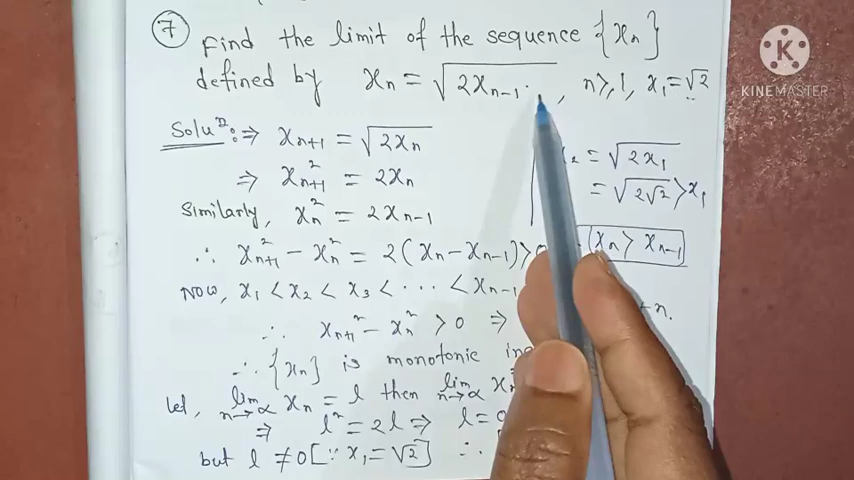 7 Find the limit of the sequence {xn}
defined by xn = √2xn-1 , n≥1, x1=√2
Solun: ⇒ xn+1 = √2xn
= √2x1
⇒ x²n+1 = 2xn
= √2√2 > x1
Similarly, x²n = 2xn-1
∴ x²n+1 - x²n = 2(xn - xn-1) >
xn > xn-1
Now, x1 < x2 < x3 < ... < xn-1
∴ x²n+1 - x²n > 0 ⇒
n.
∴ {xn} is monotonic
let, lim n→∝ xn = l then lim n→∝
⇒ l² = 2l ⇒ l =
but l ≠ 0 [∵ x1 = √2] ∴
K
KINEMASTER